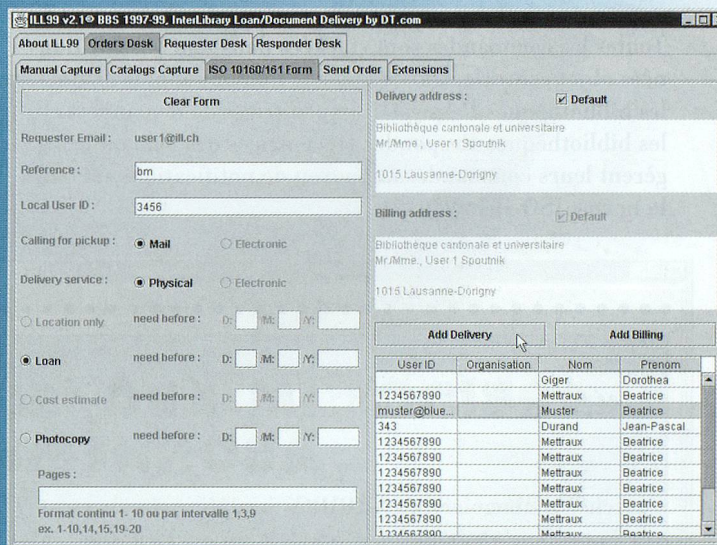 ILL99 v2.1© BBS 1997-99, InterLibrary Loan/Document Delivery by DT.com
About ILL99 Orders Desk Requester Desk Responder Desk
Manual Capture Catalogs Capture ISO 10160/161 Form Send Order Extensions
Clear Form
Requester Email : user1@ill.ch
Reference : bm
Local User ID : 3456
Calling for pickup : Mail Electronic
Delivery service : Physical Electronic
Location only need before : D: /M: /Y:
Loan need before : D: /M: /Y:
Cost estimate need before : D: /M: /Y:
Photocopy need before : D: /M: /Y:
Pages :
Format continu 1- 10 ou par intervalle 1,3,9
ex. 1-10,14,15,19-20
Delivery address : Default
Bibliothèque cantonale et universitaire
Mr./Mme., User 1 Spoutnik
1015 Lausanne-Dorigny
Billing address : Default
Bibliothèque cantonale et universitaire
Mr./Mme., User 1 Spoutnik
1015 Lausanne-Dorigny
Add Delivery Add Billing
User ID Organisation Nom Prenom
Giger Dorothea
1234567890 Mettraux Beatrice
muster@blue... Muster Beatrice
343 Durand Jean-Pascal
1234567890 Mettraux Beatrice
1234567890 Mettraux Beatrice
1234567890 Mettraux Beatrice
1234567890 Mettraux Beatrice
1234567890 Mettraux Beatrice
1234567890 Mettraux Beatrice
1234567890 Mettraux Beatrice